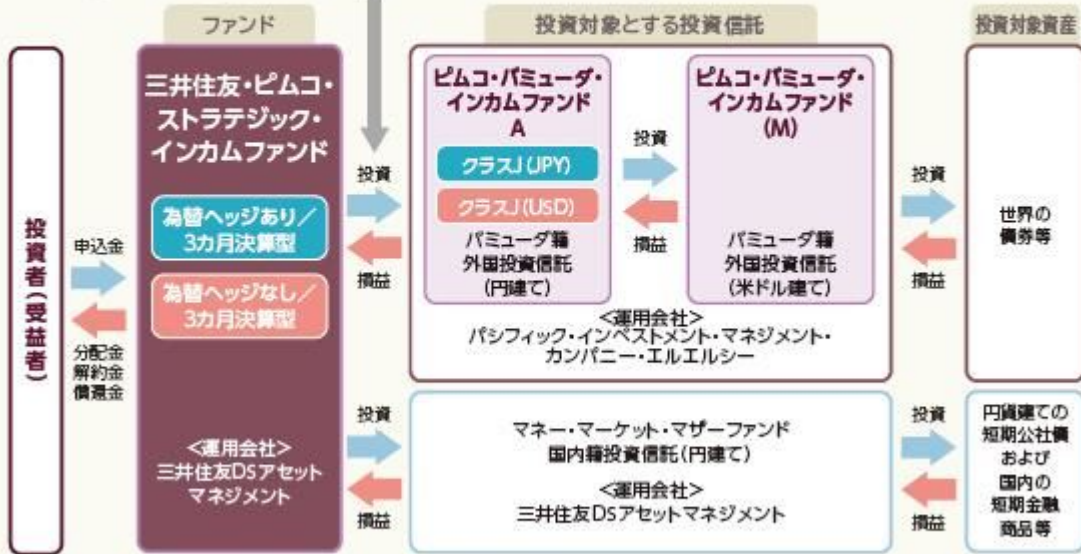 ファンド
投資対象とする投資信託
投資対象資産
投資者(受益者)
申込金
分配金
解約金
償還金
三井住友・ピムコ・
ストラテジック・
インカムファンド
為替ヘッジあり/
3カ月決算型
為替ヘッジなし/
3カ月決算型
<運用会社>
三井住友DSアセット
マネジメント
投資
損益
ピムコ・バミューダ・
インカムファンド
A
クラスJ(JPY)
クラスJ(USD)
バミューダ籍
外国投資信託
(円建て)
投資
損益
ピムコ・バミューダ・
インカムファンド
(M)
バミューダ籍
外国投資信託
(米ドル建て)
<運用会社>
パシフィック・インベストメント・マネジメント・
カンパニー・エルエルシー
投資
損益
世界の
債券等
投資
損益
マネー・マーケット・マザーファンド
国内籍投資信託(円建て)
<運用会社>
三井住友DSアセットマネジメント
投資
損益
円貨建ての
短期公社債
および
国内の
短期金融
商品等